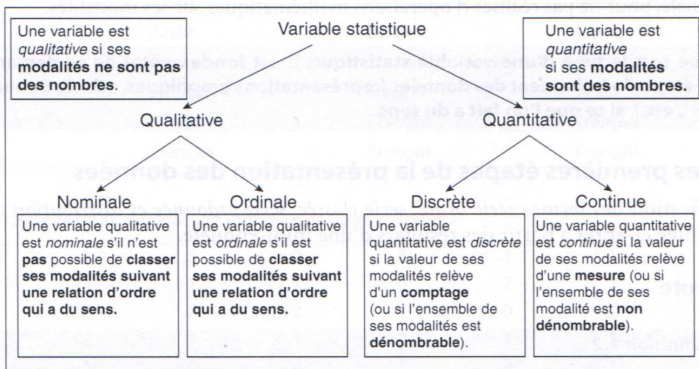 Une variable est
qualitative si ses
modalités ne sont pas
des nombres.
Variable statistique
Une variable est
quantitative
si ses modalités
sont des nombres.
Qualitative
Quantitative
Nominale
Une variable qualitative
est nominale s'il n'est
pas possible de classer
ses modalités suivant
une relation d'ordre
qui a du sens.
Ordinale
Une variable qualitative
est ordinale s'il est
possible de classer
ses modalités suivant
une relation d'ordre
qui a du sens.
Discrète
Une variable
quantitative est discrète
si la valeur de ses
modalités relève
d'un comptage
(ou si l'ensemble de
ses modalités est
dénombrable).
Continue
Une variable quantitative
est continue si la valeur
de ses modalités relève
d'une mesure (ou si
l'ensemble de ses
modalité est non
dénombrable).